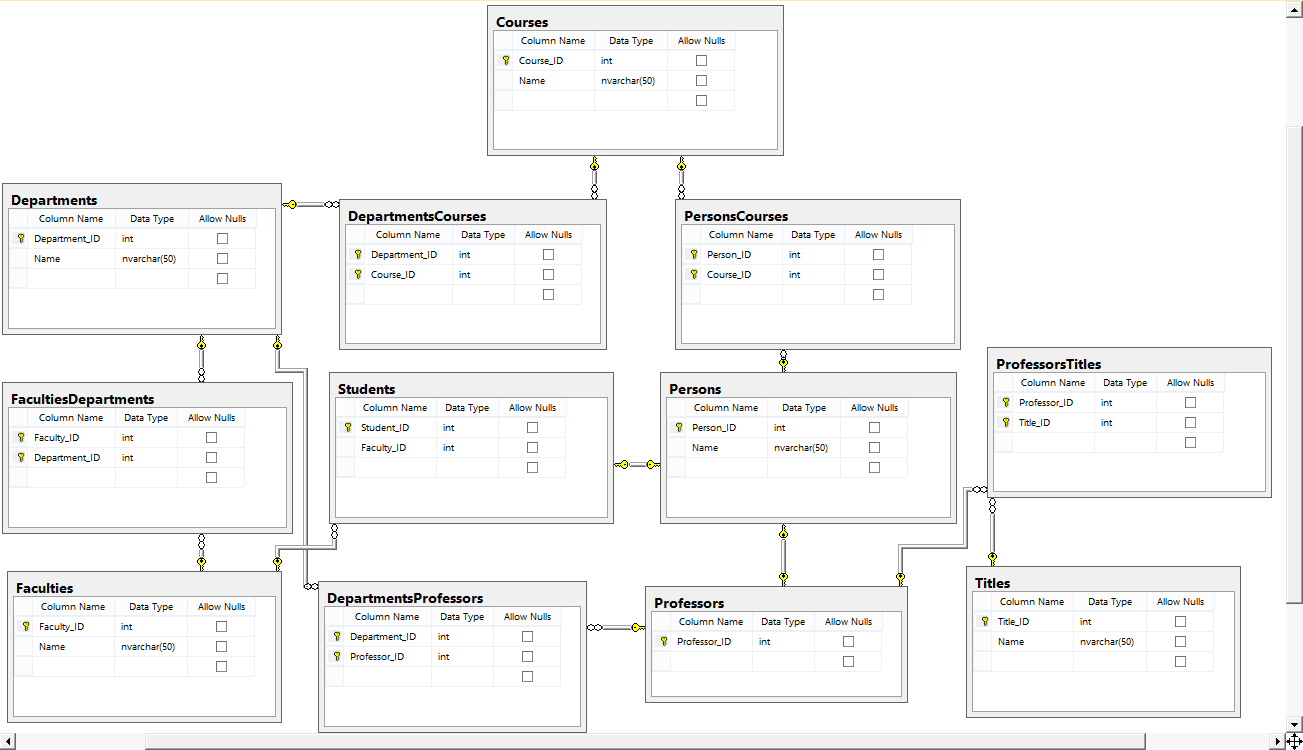 Courses
Column Name Data Type Allow Nulls
Course_ID int
Name nvarchar(50)
Departments
Column Name Data Type Allow Nulls
Department_ID int
Name nvarchar(50)
DepartmentsCourses
Column Name Data Type Allow Nulls
Department_ID int
Course_ID int
PersonsCourses
Column Name Data Type Allow Nulls
Person_ID int
Course_ID int
ProfessorsTitles
Column Name Data Type Allow Nulls
Professor_ID int
Title_ID int
FacultiesDepartments
Column Name Data Type Allow Nulls
Faculty_ID int
Department_ID int
Students
Column Name Data Type Allow Nulls
Student_ID int
Faculty_ID int
Persons
Column Name Data Type Allow Nulls
Person_ID int
Name nvarchar(50)
Faculties
Column Name Data Type Allow Nulls
Faculty_ID int
Name nvarchar(50)
DepartmentsProfessors
Column Name Data Type Allow Nulls
Department_ID int
Professor_ID int
Professors
Column Name Data Type Allow Nulls
Professor_ID int
Titles
Column Name Data Type Allow Nulls
Title_ID int
Name nvarchar(50)